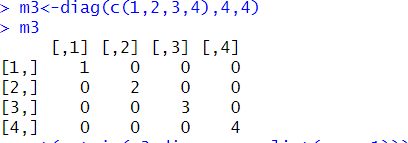 > m3<-diag(c(1,2,3,4),4,4)
> m3
     [,1] [,2] [,3] [,4]
[1,]    1    0    0    0
[2,]    0    2    0    0
[3,]    0    0    3    0
[4,]    0    0    0    4